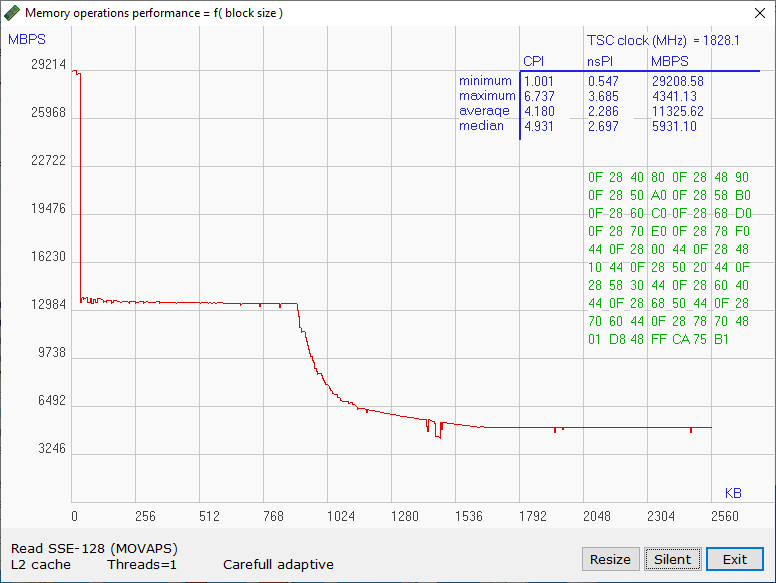 Memory operations performance = f( block size )
MBPS
TSC clock (MHz) = 1828.1
CPI nsPI MBPS
minimum 1.001 0.547 29208.58
maximum 6.737 3.685 4341.13
average 4.180 2.286 11325.62
median 4.931 2.697 5931.10
29214
25968
22722
19476
16230
12984
9738
6492
3246
0F 28 40 80 0F 28 48 90
0F 28 50 A0 0F 28 58 B0
0F 28 60 C0 0F 28 68 D0
0F 28 70 E0 0F 28 78 F0
44 0F 28 00 44 0F 28 48
10 44 0F 28 50 20 44 0F
28 58 30 44 0F 28 60 40
44 0F 28 68 50 44 0F 28
70 60 44 0F 28 78 70 48
01 D8 48 FF CA 75 B1
KB
0 256 512 768 1024 1280 1536 1792 2048 2304 2560
Read SSE-128 (MOVAPS)
L2 cache Threads=1 Carefull adaptive
Resize Silent Exit